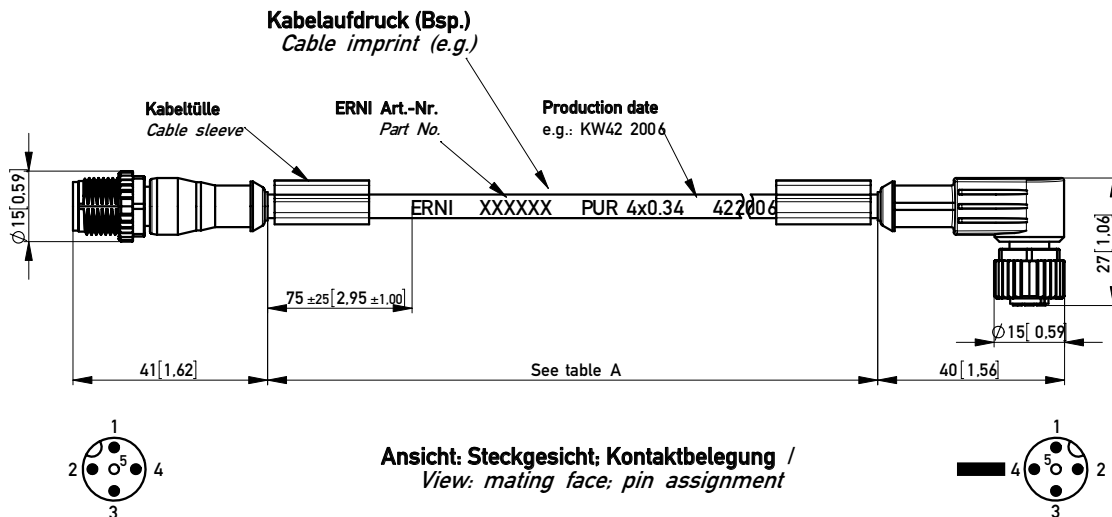 Kabelaufdruck (Bsp.)
Cable imprint (e.g.)
Kabeltülle
Cable sleeve
ERNI Art.-Nr.
Part No.
Production date
e.g.: KW42 2006
ERNI XXXXXX PUR 4x0.34 422006
∅15[0,59]
27[1,06]
75 ±25[2,95 ±1,00]
∅15[0,59]
41[1,62]
See table A
40[1,56]
1
2 5 4
3
Ansicht: Steckgesicht; Kontaktbelegung /
View: mating face; pin assignment
1
4 5 2
3